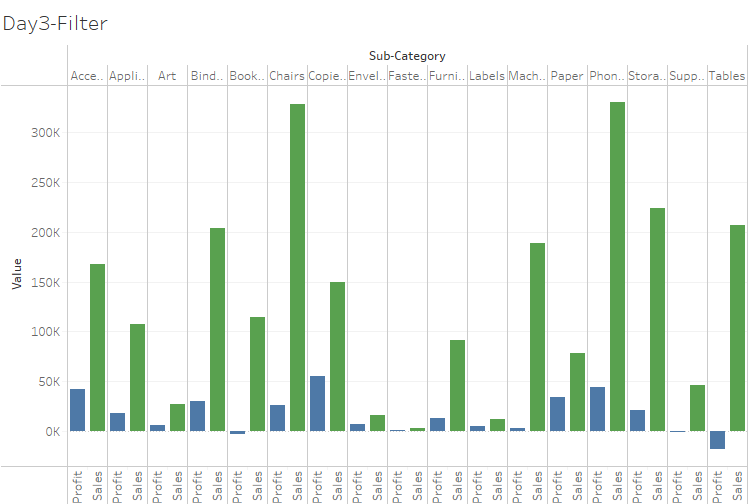 Day3-Filter
Sub-Category
Acce.. Appli.. Art Bind.. Book.. Chairs Copie.. Envel.. Faste.. Furni.. Labels Mach.. Paper Phon.. Stora.. Supp.. Tables
300K
250K
200K
150K
100K
50K
0K
Value
Profit Sales Profit Sales Profit Sales Profit Sales Profit Sales Profit Sales Profit Sales Profit Sales Profit Sales Profit Sales Profit Sales Profit Sales Profit Sales Profit Sales Profit Sales Profit Sales Profit Sales